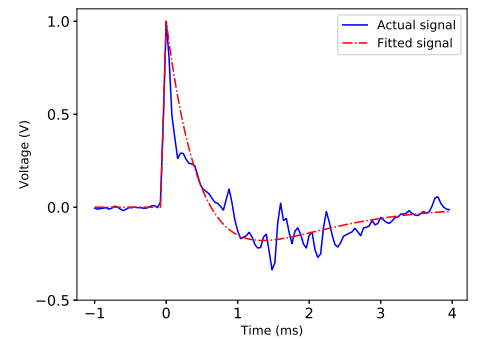 Actual signal
Fitted signal
1.0
0.5
0.0
−0.5
Voltage (V)
−1 0 1 2 3 4
Time (ms)